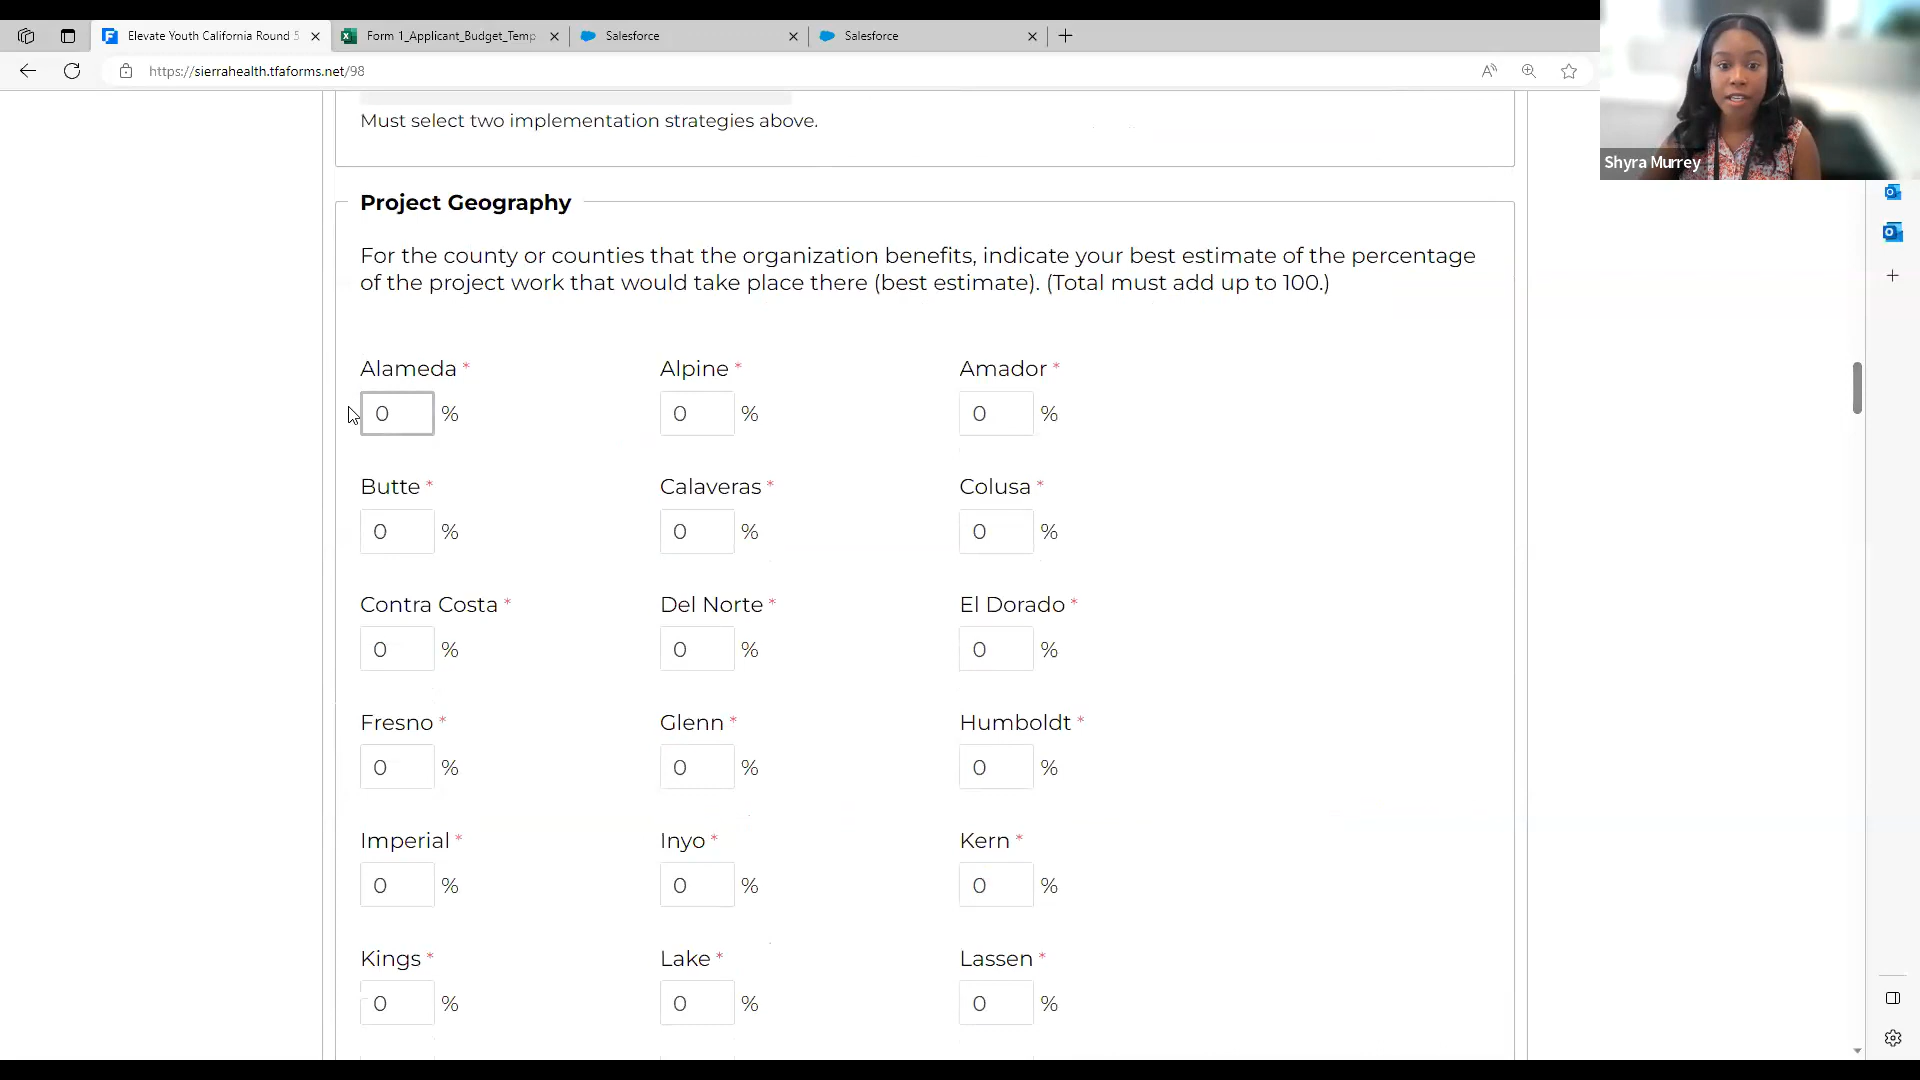 Elevate Youth California Round 5
Form 1_Applicant_Budget_Temp
Salesforce
Salesforce
https://sierrahealth.tfaforms.net/98
Shyra Murrey
Must select two implementation strategies above.
Project Geography
For the county or counties that the organization benefits, indicate your best estimate of the percentage
of the project work that would take place there (best estimate). (Total must add up to 100.)
Alameda * Alpine * Amador *
0 % 0 % 0 %
Butte * Calaveras * Colusa *
0 % 0 % 0 %
Contra Costa * Del Norte * El Dorado *
0 % 0 % 0 %
Fresno * Glenn * Humboldt *
0 % 0 % 0 %
Imperial * Inyo * Kern *
0 % 0 % 0 %
Kings * Lake * Lassen *
0 % 0 % 0 %